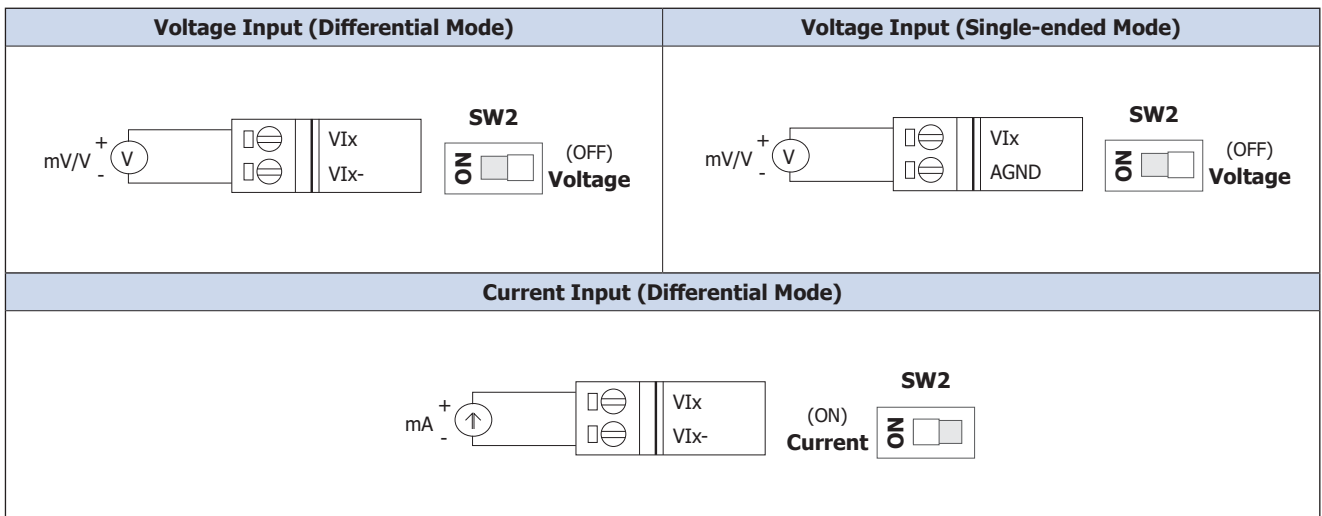 Voltage Input (Differential Mode)
Voltage Input (Single-ended Mode)
mV/V
+
-
V
VIx
VIx-
SW2
ON
(OFF)
Voltage
mV/V
+
-
V
VIx
AGND
SW2
ON
(OFF)
Voltage
Current Input (Differential Mode)
mA
+
-
VIx
VIx-
(ON)
Current
SW2
ON